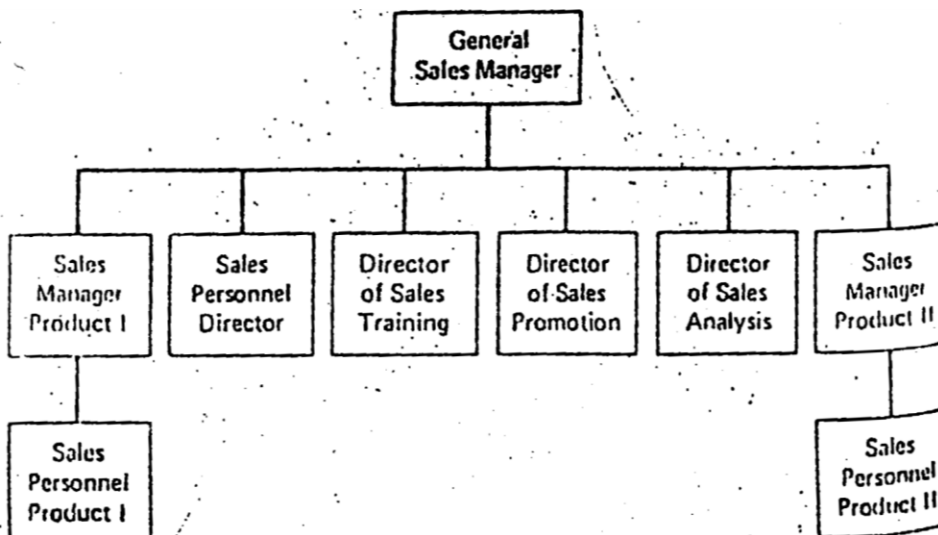 General
Sales Manager
Sales
Manager
Product I
Sales
Personnel
Director
Director
of Sales
Training
Director
of Sales
Promotion
Director
of Sales
Analysis
Sales
Manager
Product II
Sales
Personnel
Product I
Sales
Personnel
Product II